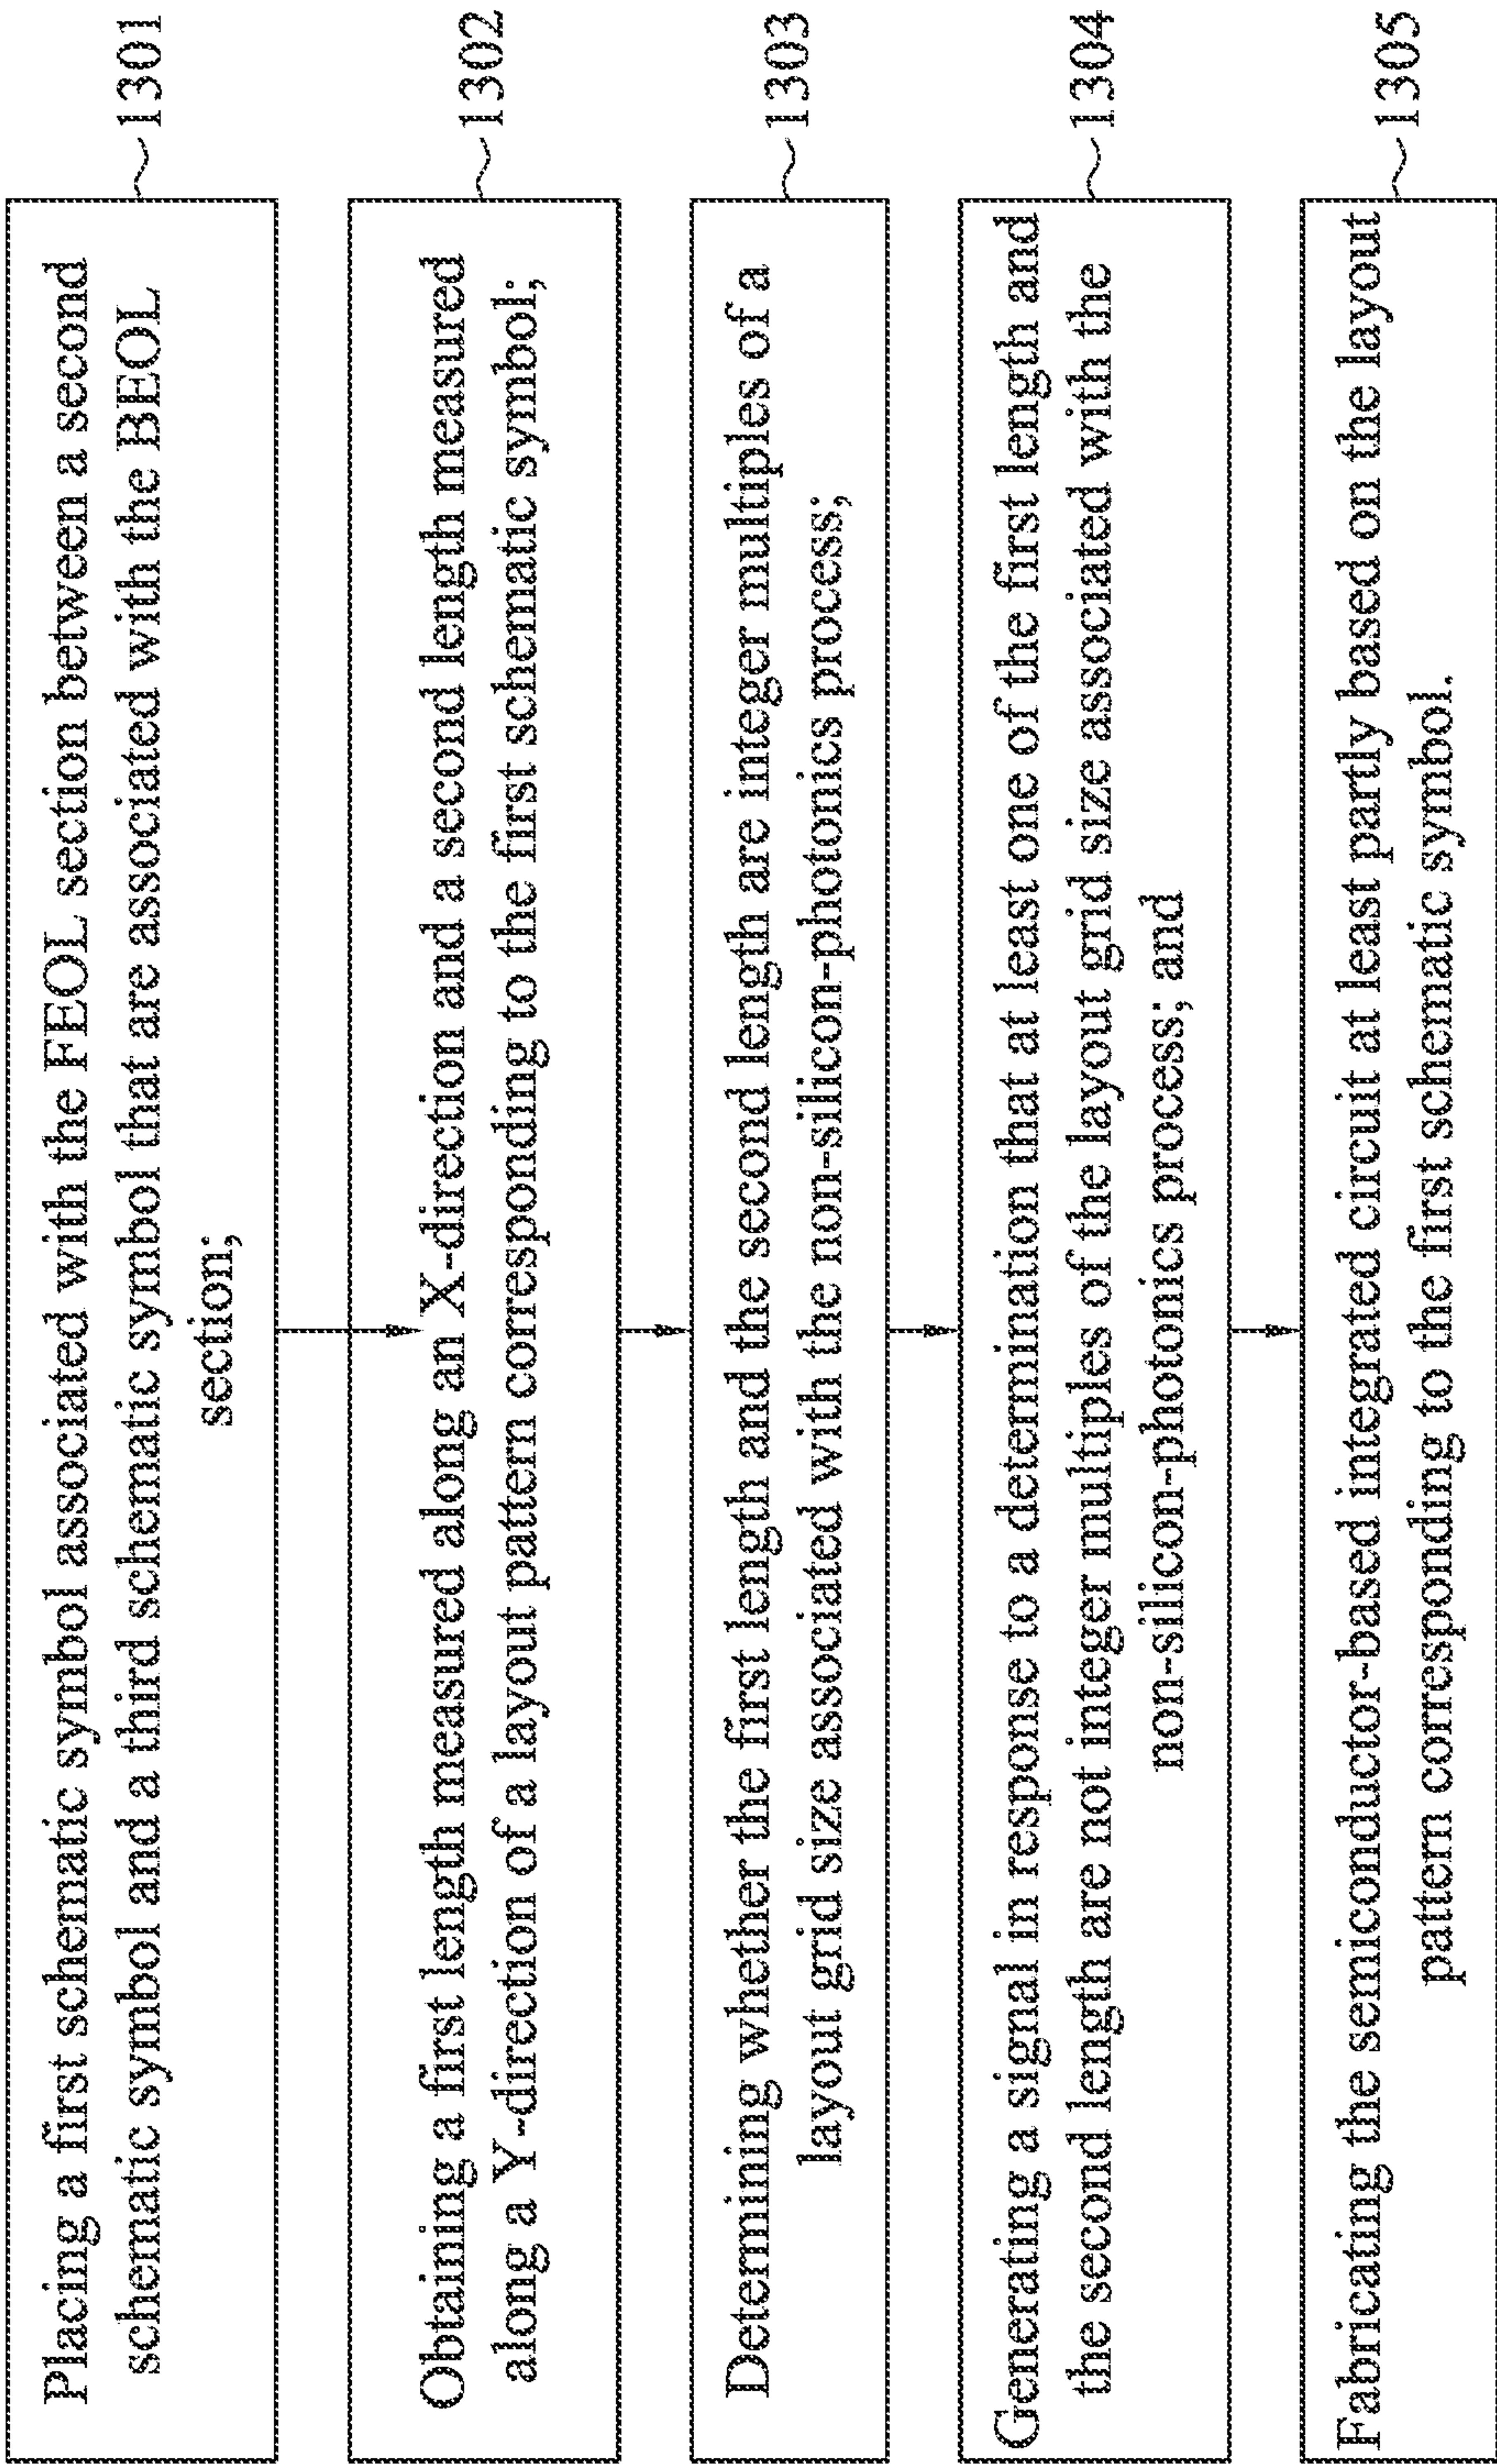 Placing a first schematic symbol associated with the FEOL section between a second
schematic symbol and a third schematic symbol that are associated with the BEOL
section;
1301
Obtaining a first length measured along an X-direction and a second length measured
along a Y-direction of a layout pattern corresponding to the first schematic symbol;
1302
Determining whether the first length and the second length are integer multiples of a
layout grid size associated with the non-silicon-photonics process;
1303
Generating a signal in response to a determination that at least one of the first length and
the second length are not integer multiples of the layout grid size associated with the
non-silicon-photonics process; and
1304
Fabricating the semiconductor-based integrated circuit at least partly based on the layout
pattern corresponding to the first schematic symbol.
1305